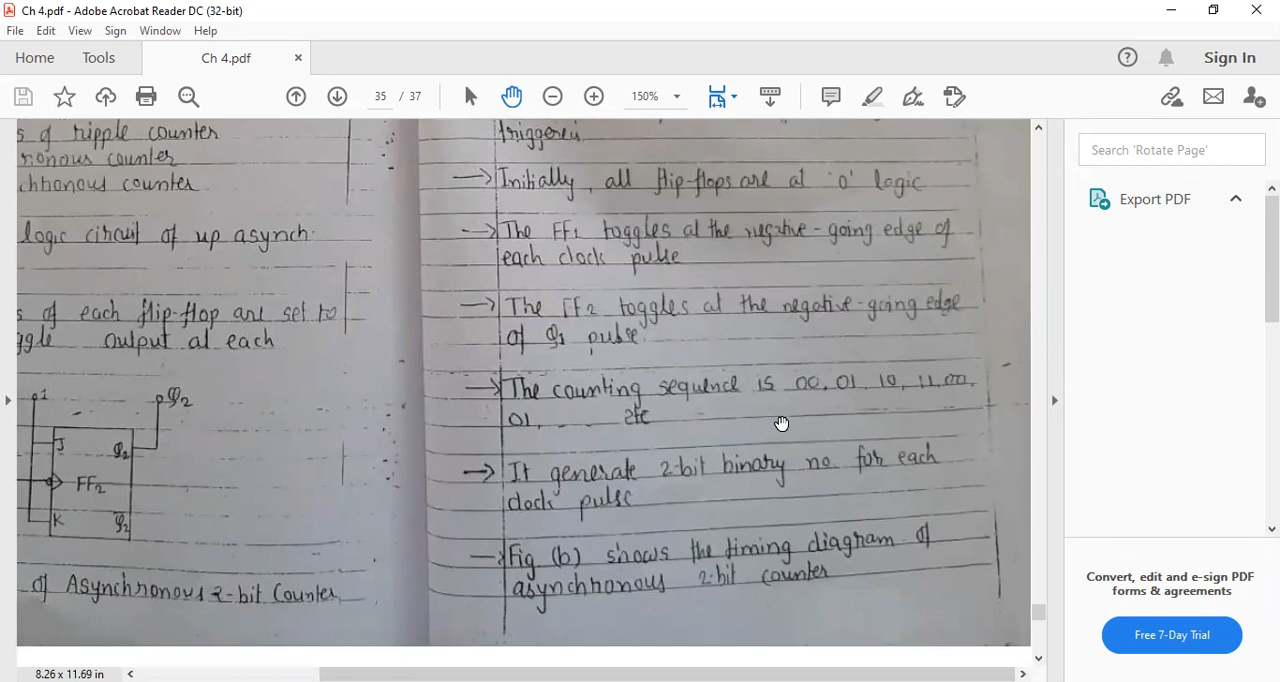 Ch 4.pdf - Adobe Acrobat Reader DC (32-bit)
File Edit View Sign Window Help
Home Tools Ch 4.pdf × Sign In
35 / 37 150%
s of ripple counter
ronous counter
chronous counter
logic circuit of up asynch.
s of each flip-flop are set to
ggle output at each
1
Q2
J Q2
FF2
K Q̅2
of Asynchronous 2-bit Counter
triggered.
→ Initially, all flip-flops are at '0' logic
→ The FF1 toggles at the negative-going edge of
each clock pulse
→ The FF2 toggles at the negative-going edge
of Q1 pulse.
→ The counting sequence is 00, 01, 10, 11, 00,
01, ...... etc
→ It generate 2-bit binary no for each
clock pulse
→ Fig (b) shows the timing diagram of
asynchronous 2-bit counter
Search 'Rotate Page'
Export PDF
Convert, edit and e-sign PDF
forms & agreements
Free 7-Day Trial
8.26 x 11.69 in